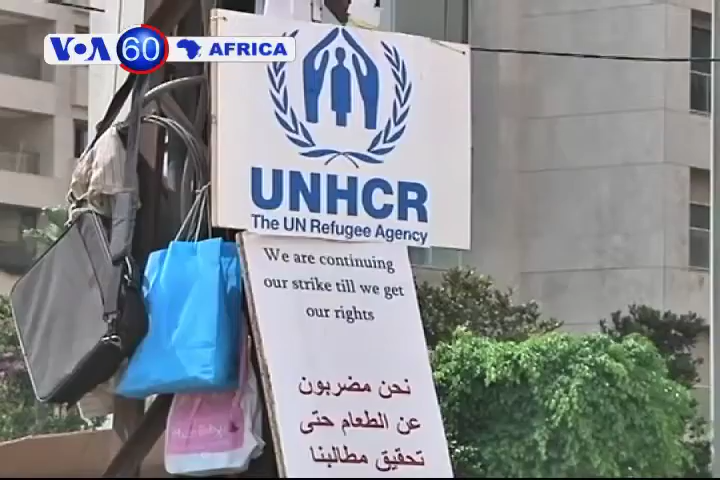 VOA 60 AFRICA
UNHCR
The UN Refugee Agency
We are continuing
our strike till we get
our rights
نحن مضربون
عن الطعام حتى
تحقيق مطالبنا